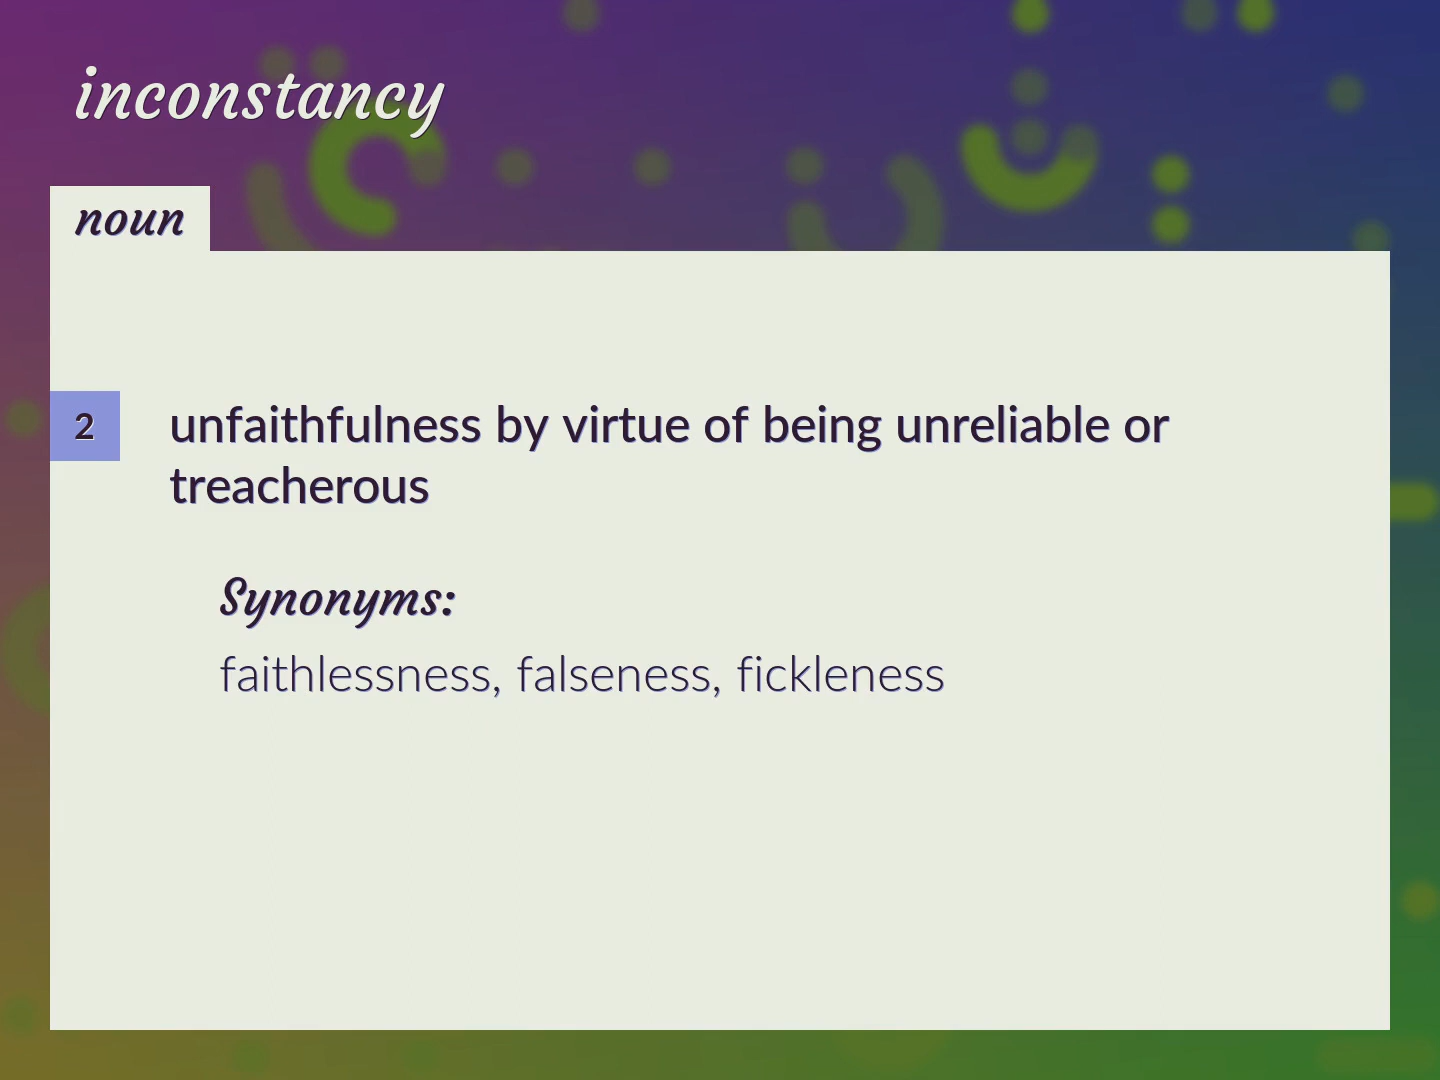 inconstancy
noun
2
unfaithfulness by virtue of being unreliable or
treacherous
Synonyms:
faithlessness, falseness, fickleness